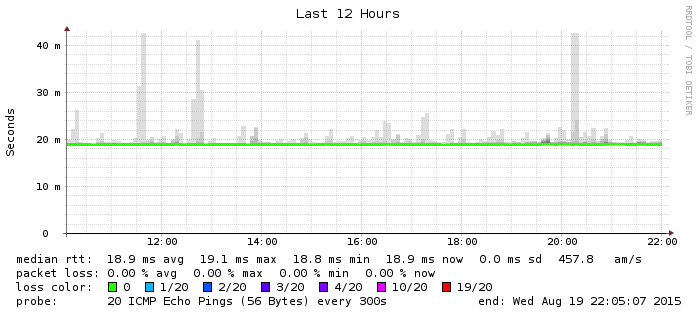 Last 12 Hours
RRDTOOL / TOBI OETIKER
Seconds
40 m
30 m
20 m
10 m
0
12:00 14:00 16:00 18:00 20:00 22:00
median rtt: 18.9 ms avg 19.1 ms max 18.8 ms min 18.9 ms now 0.0 ms sd 457.8 am/s
packet loss: 0.00 % avg 0.00 % max 0.00 % min 0.00 % now
loss color: 0 1/20 2/20 3/20 4/20 10/20 19/20
probe: 20 ICMP Echo Pings (56 Bytes) every 300s end: Wed Aug 19 22:05:07 2015